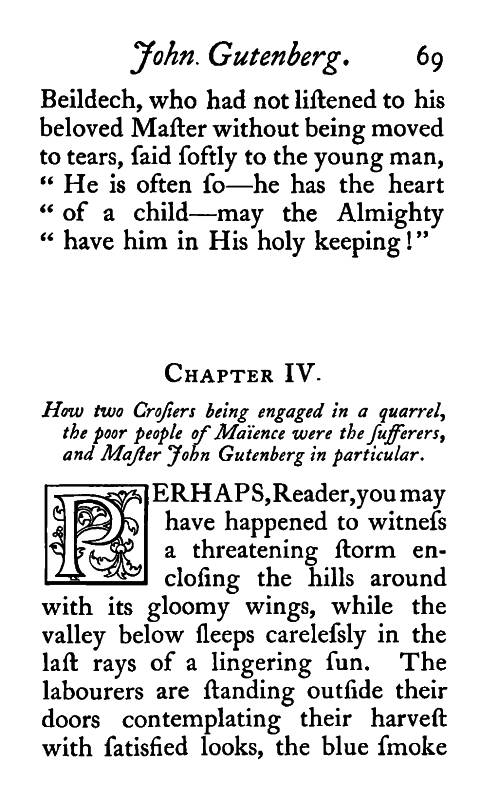 John. Gutenberg. 69
Beildech, who had not liſtened to his
beloved Maſter without being moved
to tears, ſaid ſoftly to the young man,
“ He is often ſo—he has the heart
“ of a child—may the Almighty
“ have him in His holy keeping!”
CHAPTER IV.
How two Croſiers being engaged in a quarrel,
the poor people of Maïence were the ſufferers,
and Maſter John Gutenberg in particular.
PERHAPS, Reader, you may
have happened to witneſs
a threatening ſtorm en-
cloſing the hills around
with its gloomy wings, while the
valley below ſleeps careleſsly in the
laſt rays of a lingering ſun. The
labourers are ſtanding outſide their
doors contemplating their harveſt
with ſatisfied looks, the blue ſmoke